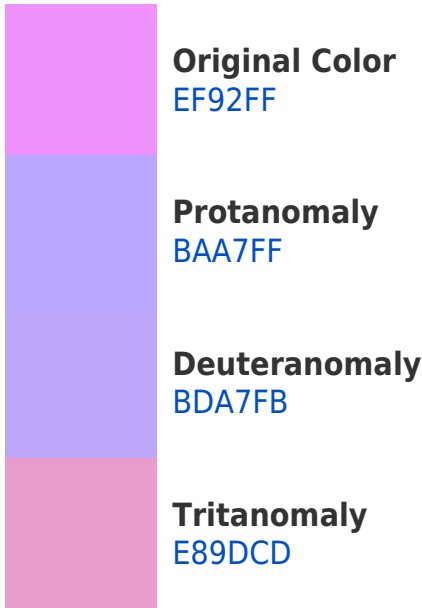 Original Color
EF92FF
Protanomaly
BAA7FF
Deuteranomaly
BDA7FB
Tritanomaly
E89DCD